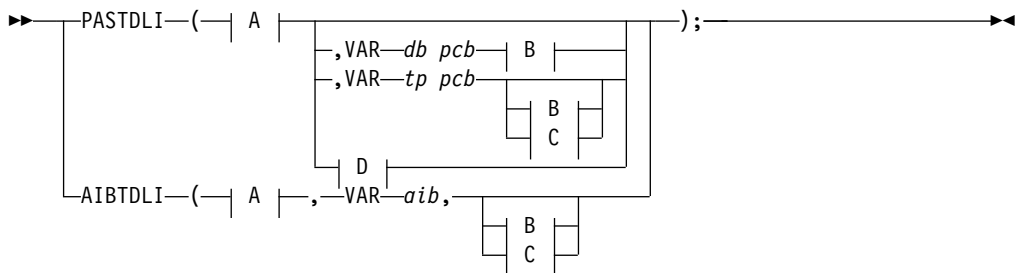 PASTDLI ( A );
,VAR db pcb B
,VAR tp pcb
B
C
D
AIBTDLI ( A , VAR aib,
B
C